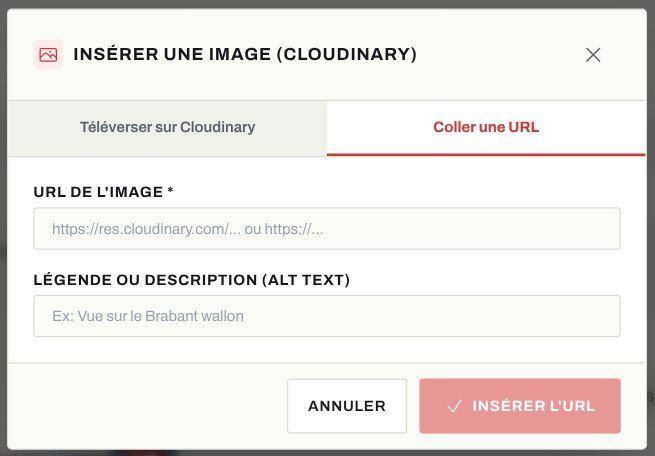 INSÉRER UNE IMAGE (CLOUDINARY)
Téléverser sur Cloudinary
Coller une URL
URL DE L'IMAGE *
https://res.cloudinary.com/... ou https://...
LÉGENDE OU DESCRIPTION (ALT TEXT)
Ex: Vue sur le Brabant wallon
ANNULER
INSÉRER L'URL